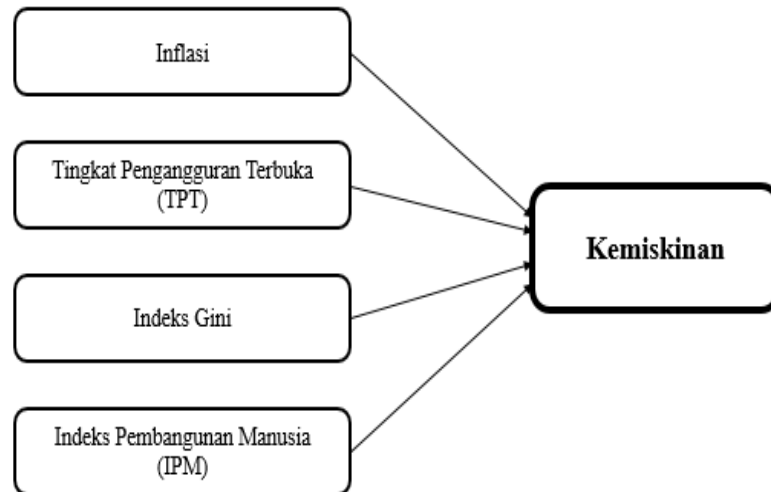 Inflasi
Tingkat Pengangguran Terbuka
(TPT)
Kemiskinan
Indeks Gini
Indeks Pembangunan Manusia
(IPM)